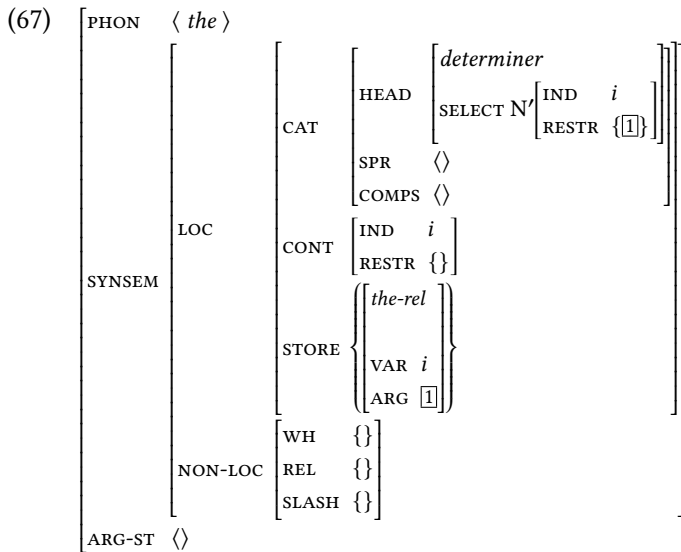 (67)
PHON ⟨ the ⟩
determiner
HEAD
SELECT N′ IND i
RESTR {1}
CAT
SPR ⟨⟩
COMPS ⟨⟩
LOC
CONT IND i
RESTR {}
SYNSEM
the-rel
STORE
VAR i
ARG 1
WH {}
NON-LOC REL {}
SLASH {}
ARG-ST ⟨⟩